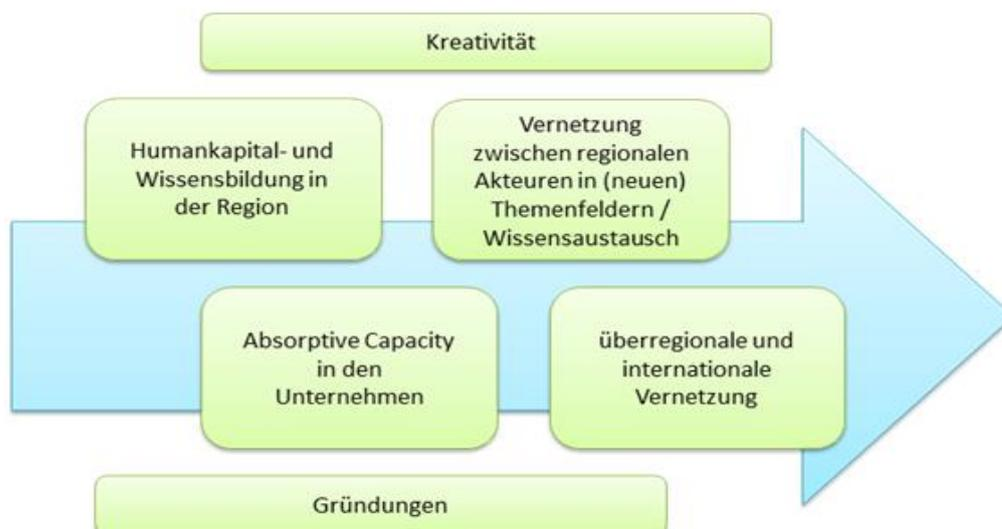 Kreativität
Humankapital- und
Wissensbildung in
der Region
Vernetzung
zwischen regionalen
Akteuren in (neuen)
Themenfeldern /
Wissensaustausch
Absorptive Capacity
in den
Unternehmen
überregionale und
internationale
Vernetzung
Gründungen